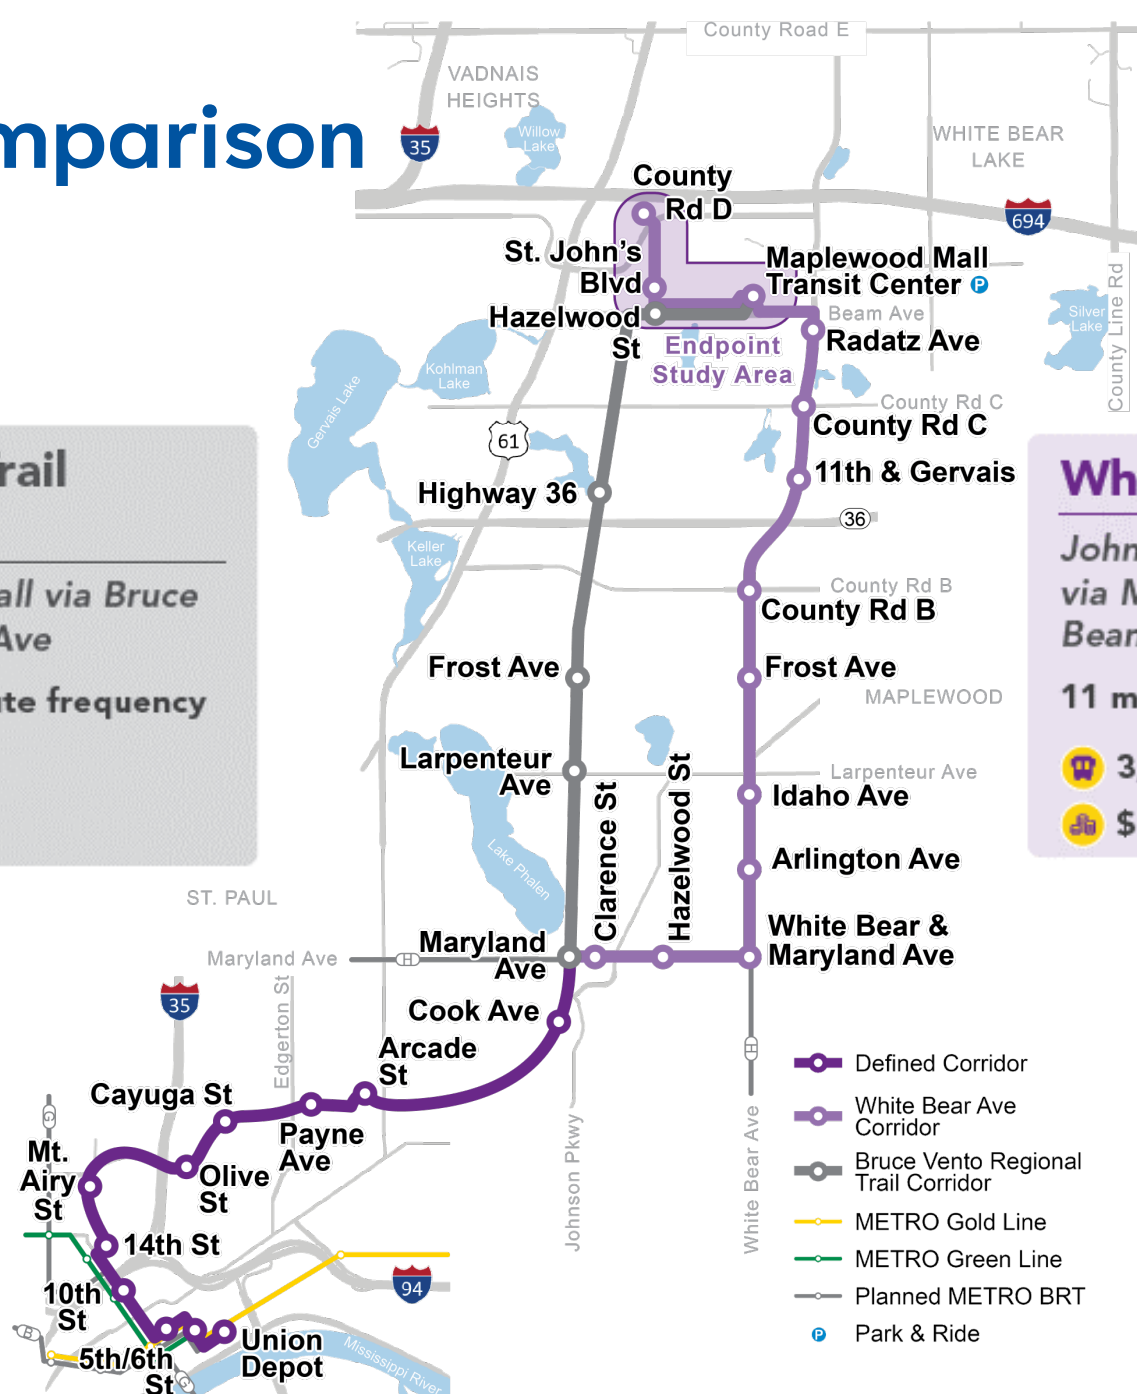 County Road E
VADNAIS
HEIGHTS
mparison
35
Willow
Lake
WHITE BEAR
LAKE
County
Rd D
694
St. John's
Blvd
Maplewood Mall
Transit Center P
Hazelwood
St
Beam Ave
Silver
Lake
County Line Rd
Radatz Ave
Endpoint
Study Area
Kohlman
Lake
Gervais Lake
County Rd C
County Rd C
61
rail
11th & Gervais
Wh
Highway 36
36
Keller
Lake
John
all via Bruce
via M
Ave
Bean
County Rd B
County Rd B
Frost Ave
Frost Ave
ute frequency
MAPLEWOOD
11 m
Larpenteur
Ave
Larpenteur Ave
3,
Idaho Ave
$
Clarence St
Hazelwood St
Lake Phalen
Arlington Ave
ST. PAUL
White Bear &
Maryland Ave
Maryland
Ave
Maryland Ave
H
Cook Ave
35
Edgerton St
Arcade
St
H
Cayuga St
G
Payne
Ave
Mt.
Airy
St
Olive
St
Johnson Pkwy
White Bear Ave
14th St
10th
St
94
B
5th/6th
St
G
Union
Depot
Mississippi River
Defined Corridor
White Bear Ave
Corridor
Bruce Vento Regional
Trail Corridor
METRO Gold Line
METRO Green Line
Planned METRO BRT
P Park & Ride